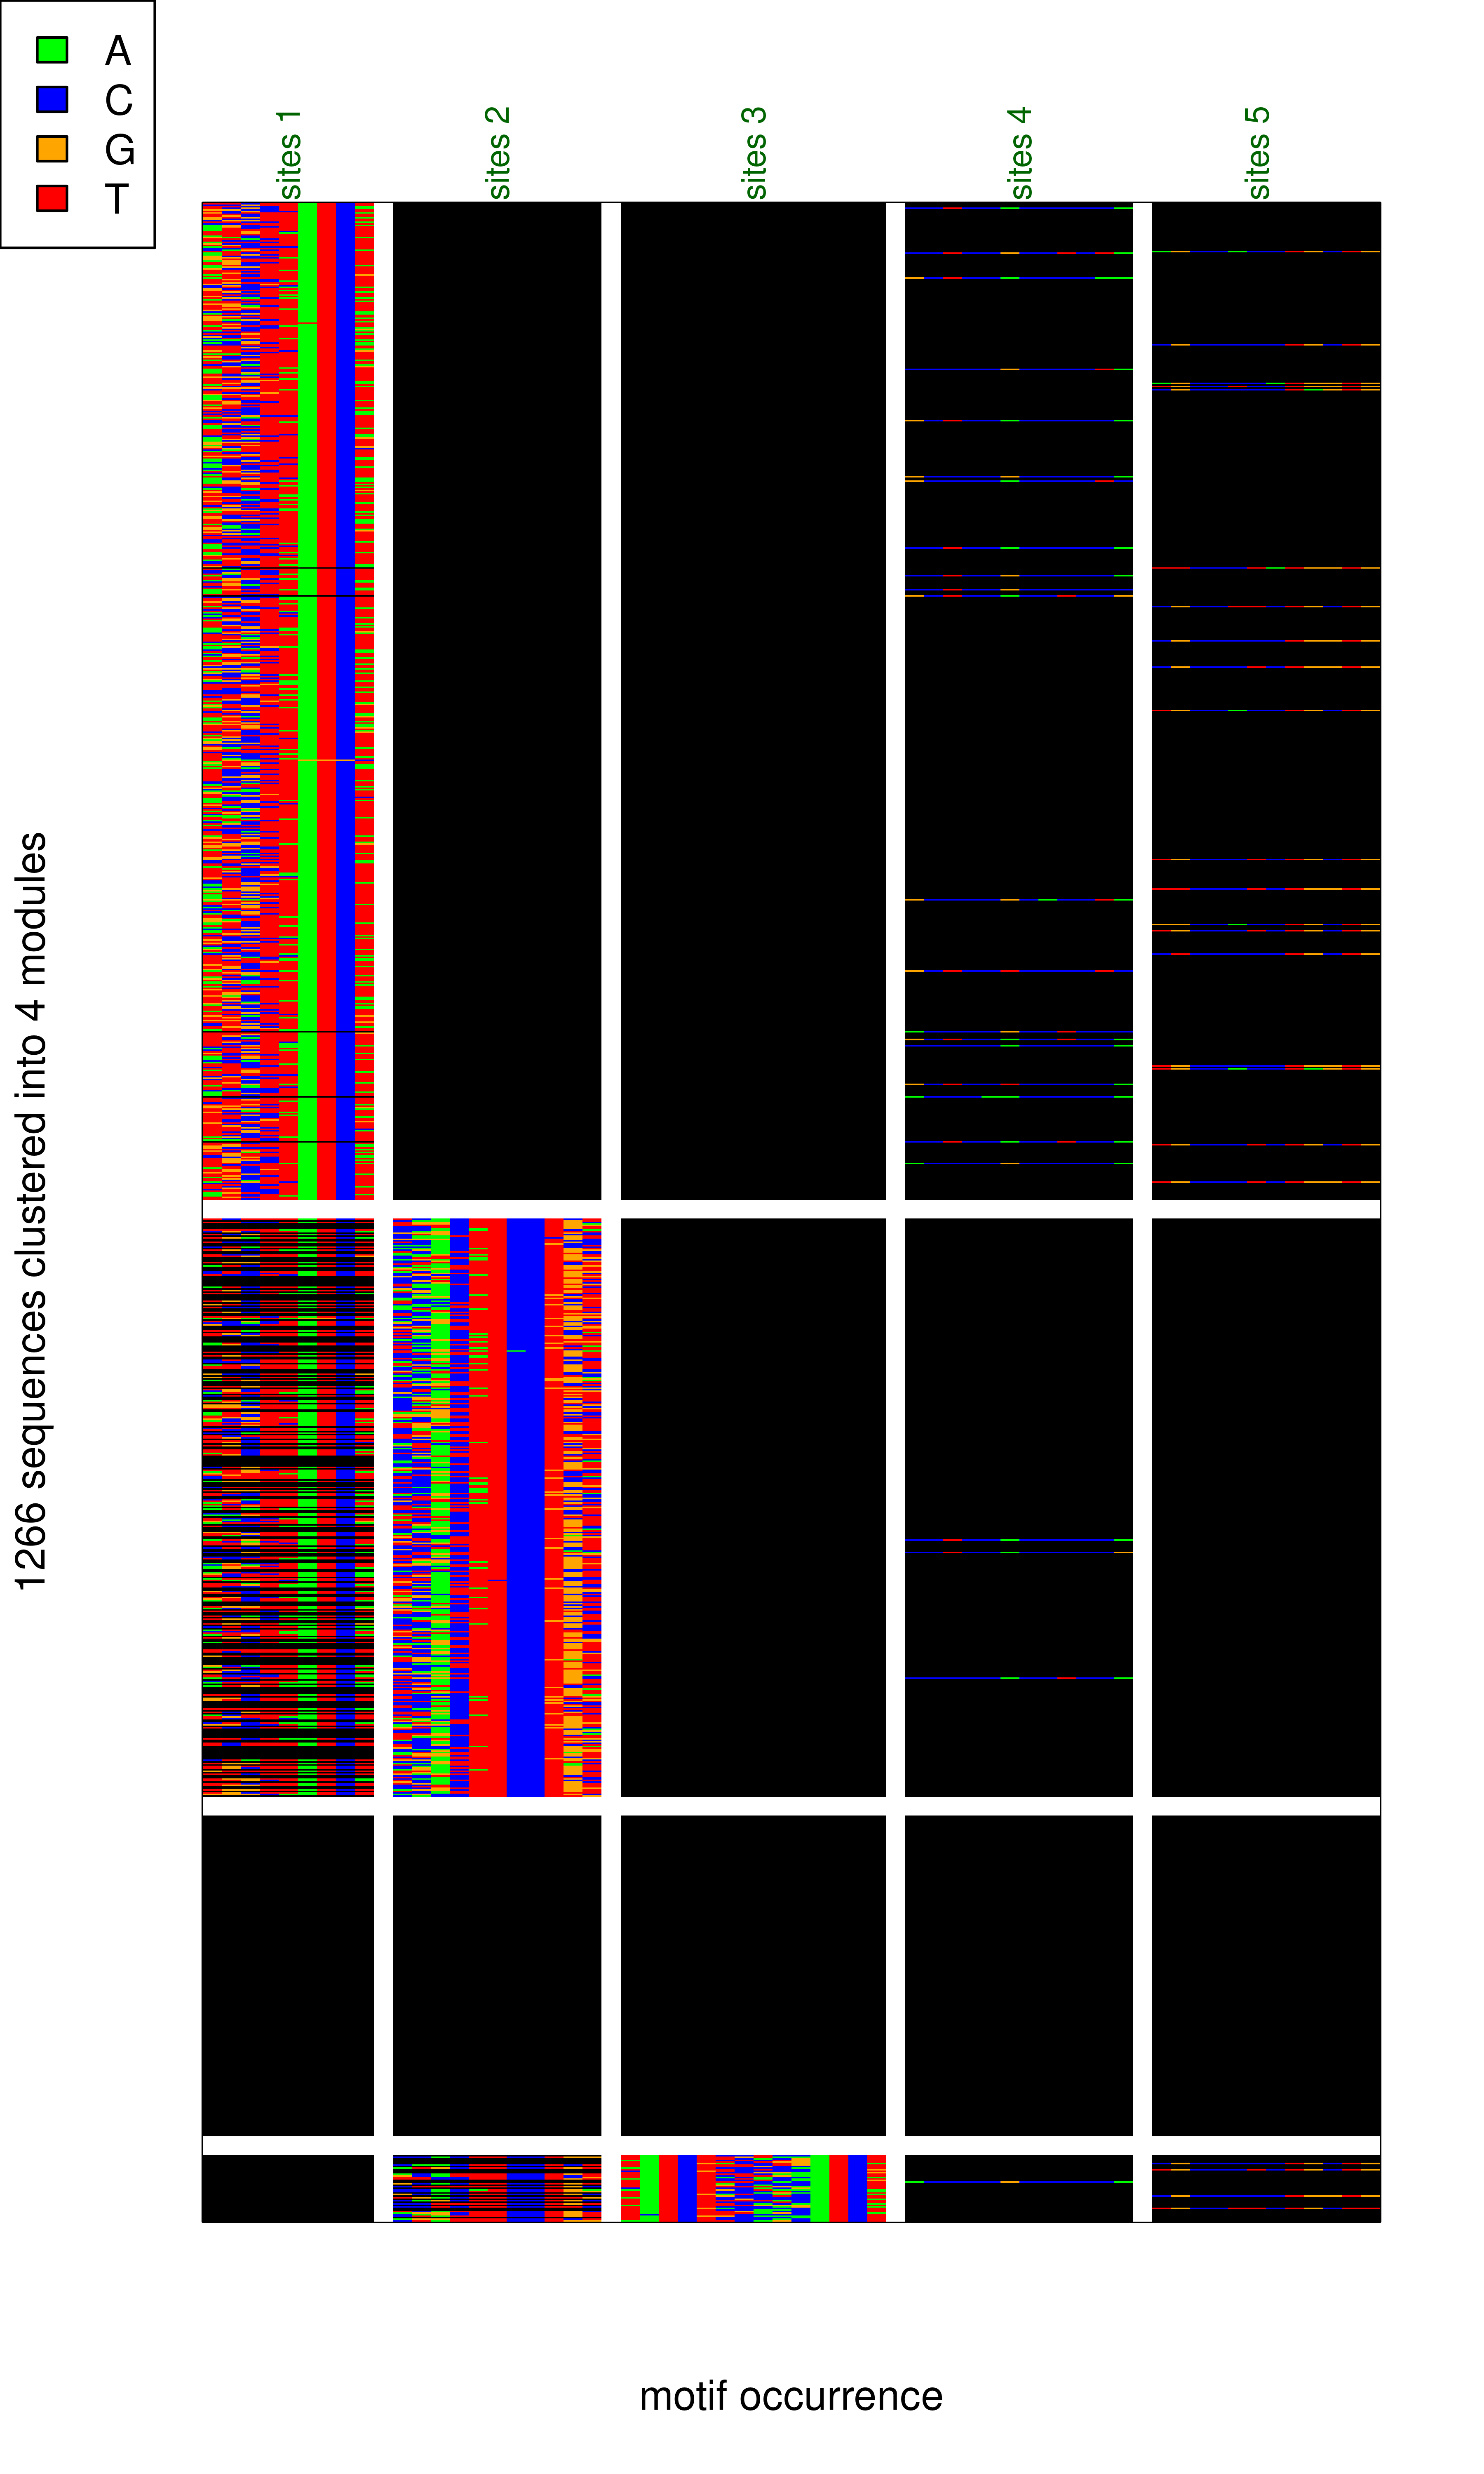 A
C
G
T
sites 1
sites 2
sites 3
sites 4
sites 5
1266 sequences clustered into 4 modules
motif occurrence